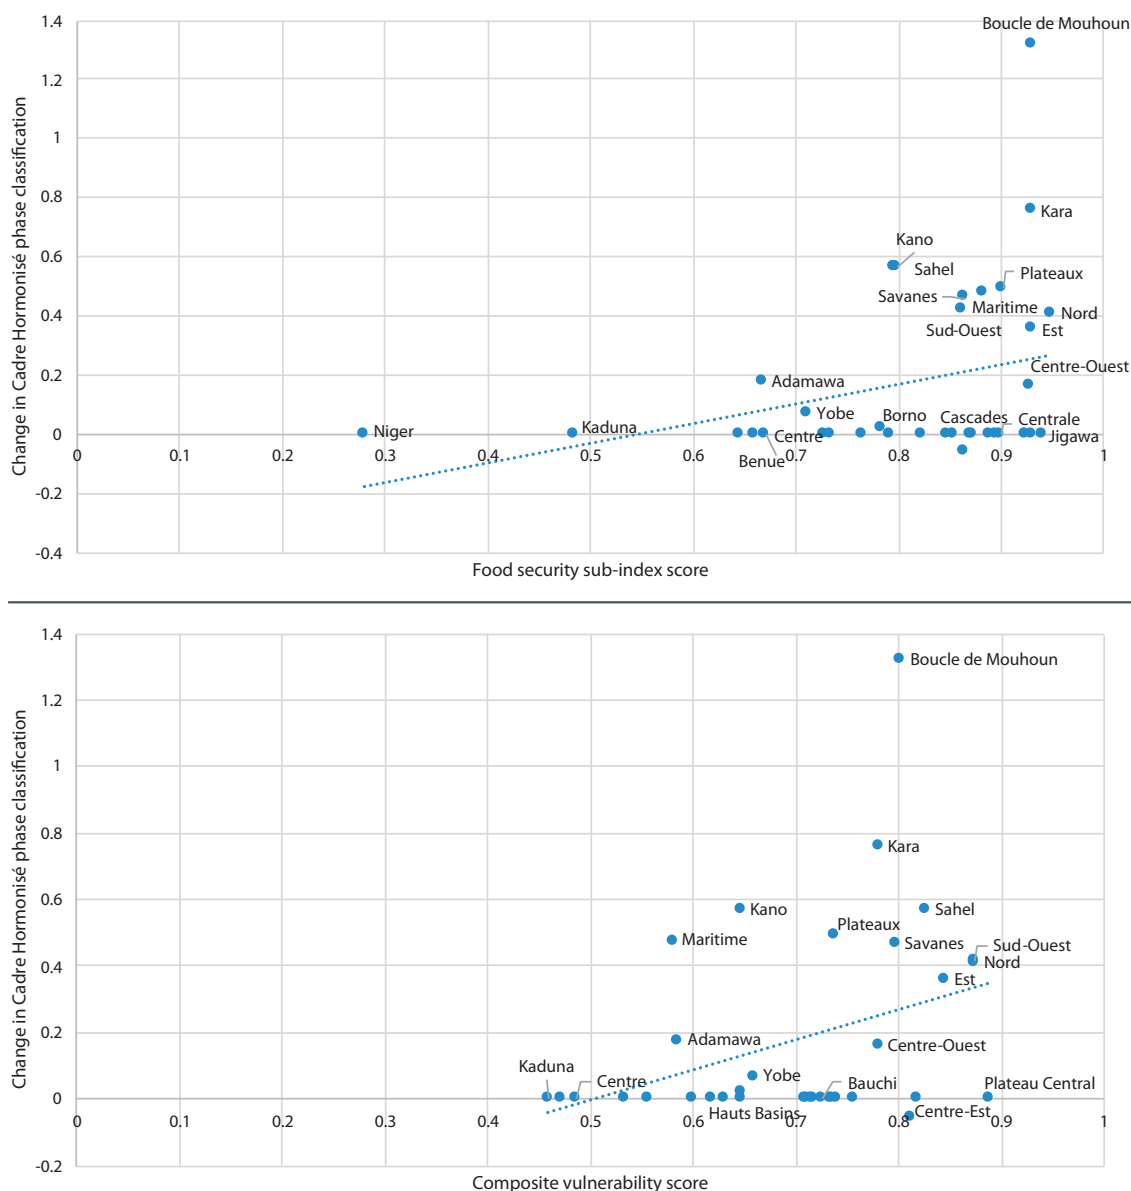 1.4
Boucle de Mouhoun
1.2
1
0.8
Kara
Kano
0.6
Sahel
Plateaux
Savanes
Maritime
0.4
Nord
Sud-Ouest
Est
Centre-Ouest
0.2
Adamawa
Yobe
Borno
Cascades
Centrale
Niger
Kaduna
Centre
Jigawa
0
0
0.1
0.2
0.3
0.4
0.5
0.6
0.7
0.8
0.9
1
Benue
-0.2
-0.4
Change in Cadre Hormonisé phase classification
Food security sub-index score
1.4
Boucle de Mouhoun
1.2
1
0.8
Kara
0.6
Kano
Sahel
Plateaux
Maritime
Savanes
Sud-Ouest
Nord
0.4
Est
0.2
Adamawa
Centre-Ouest
Kaduna
Centre
Yobe
Bauchi
Plateau Central
0
Hauts Basins
Centre-Est
0
0.1
0.2
0.3
0.4
0.5
0.6
0.7
0.8
0.9
1
-0.2
Change in Cadre Hormonisé phase classification
Composite vulnerability score